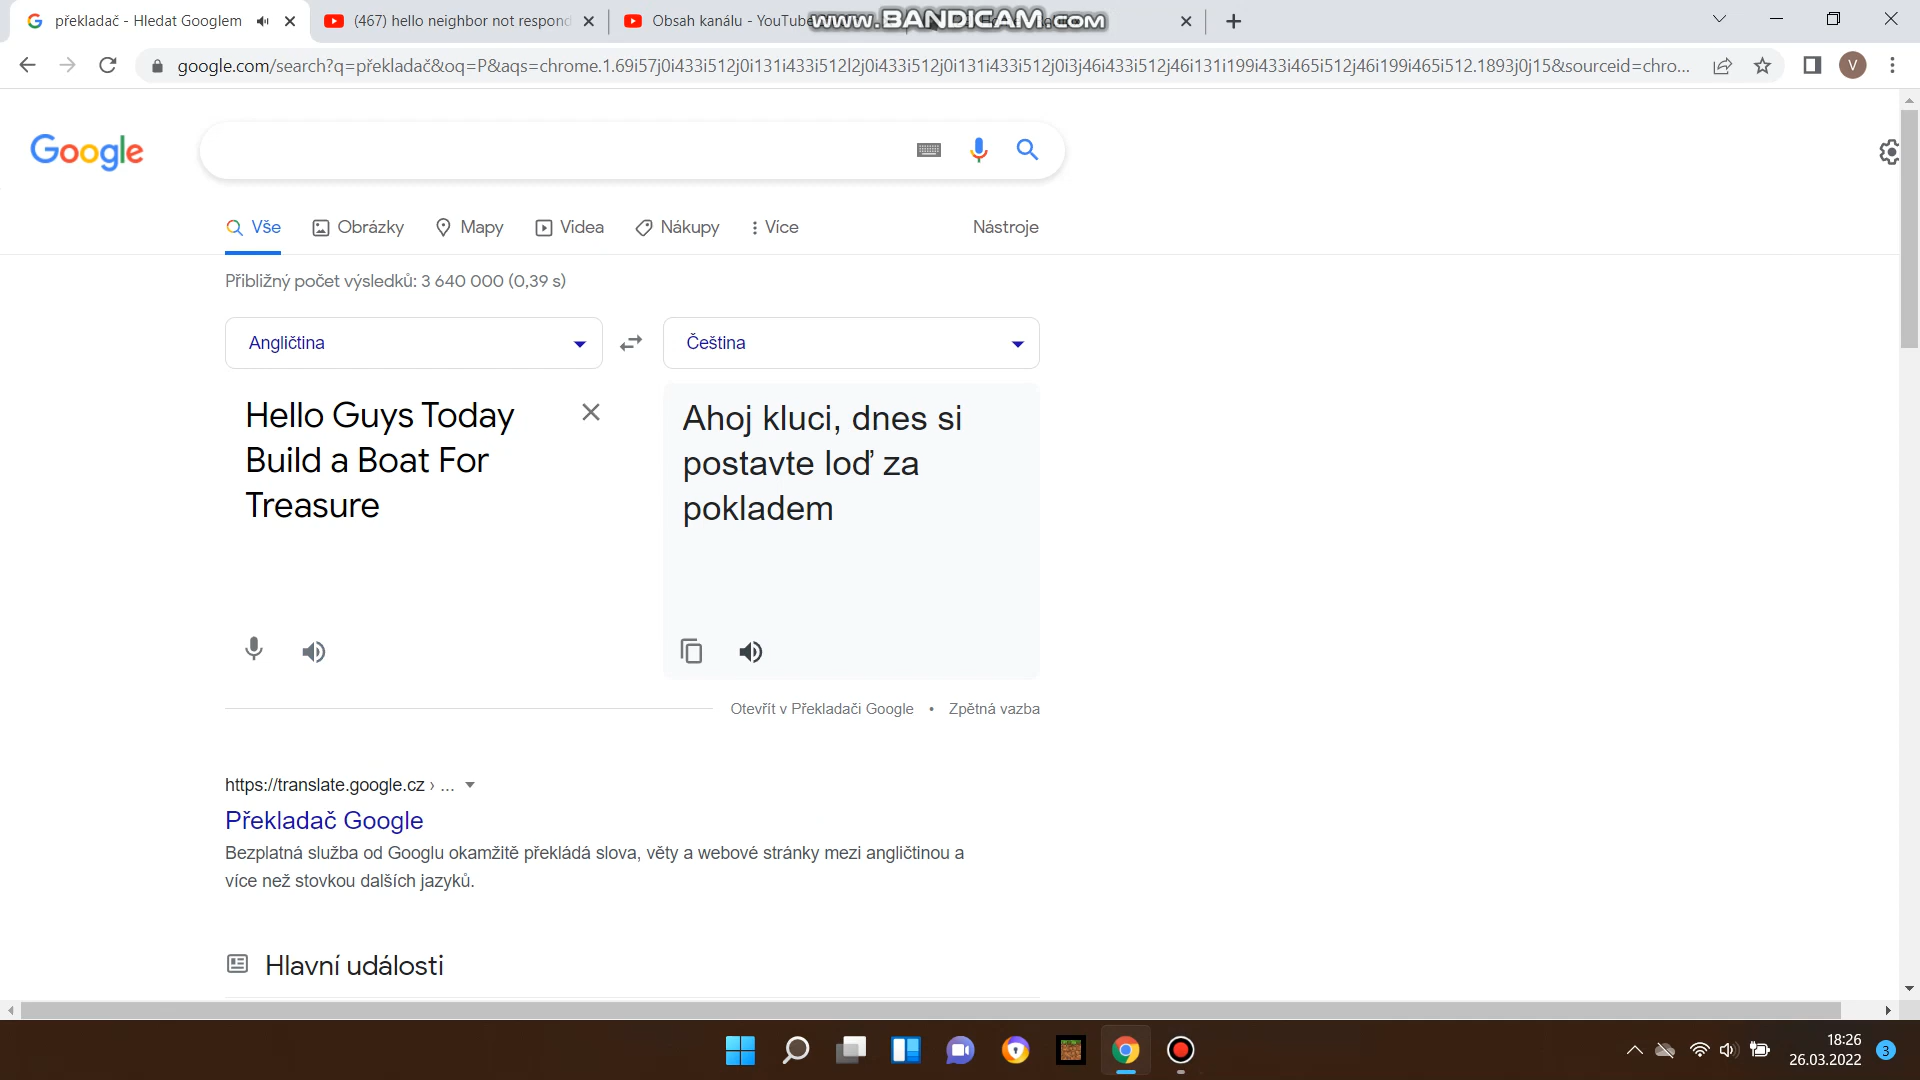 překladač - Hledat Googlem
(467) hello neighbor not respond
Obsah kanálu - YouTube
www.BANDICAM.com
google.com/search?q=překladač&oq=P&aqs=chrome.1.69i57j0i433i512j0i131i433i512l2j0i433i512j0i131i433i512j0i3j46i433i512j46i131i199i433i465i512j46i199i465i512.1893j0j15&sourceid=chro...
V
Google
Vše
Obrázky
Mapy
Videa
Nákupy
Více
Nástroje
Přibližný počet výsledků: 3 640 000 (0,39 s)
Angličtina
Čeština
Hello Guys Today
Build a Boat For
Treasure
Ahoj kluci, dnes si
postavte loď za
pokladem
Otevřít v Překladači Google • Zpětná vazba
https://translate.google.cz › ...
Překladač Google
Bezplatná služba od Googlu okamžitě překládá slova, věty a webové stránky mezi angličtinou a
více než stovkou dalších jazyků.
Hlavní události
18:26
26.03.2022
3